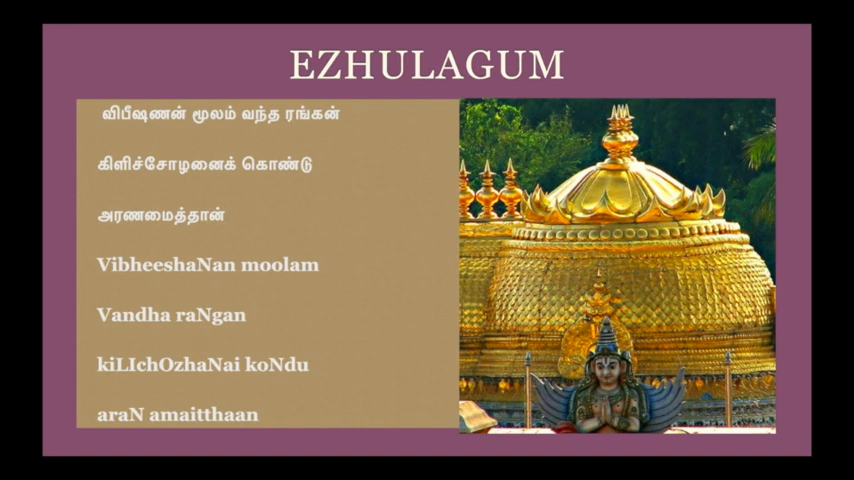 EZHULAGUM
விபீஷணன் மூலம் வந்த ரங்கன்
கிளிச்சோழனைக் கொண்டு
அரணமைத்தான்
VibheeshaNan moolam
Vandha raNgan
kiLIchOzhaNai koNdu
araN amaitthaan